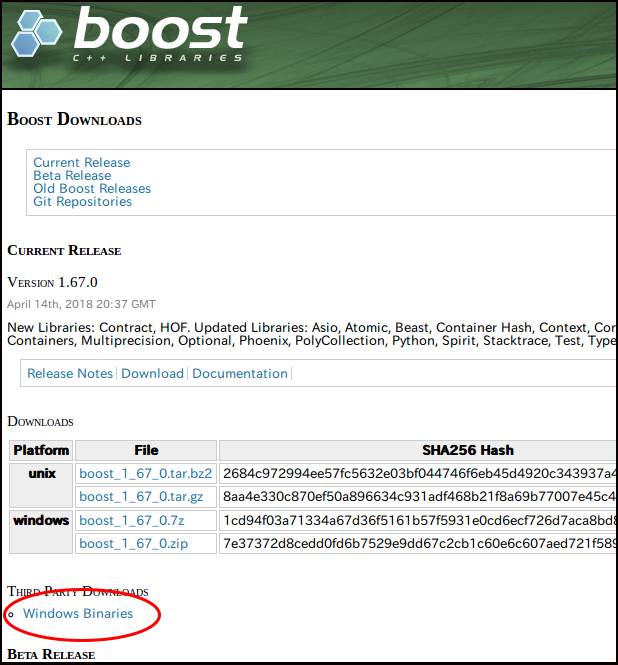 boost
C++ LIBRARIES
Boost Downloads
Current Release
Beta Release
Old Boost Releases
Git Repositories
Current Release
Version 1.67.0
April 14th, 2018 20:37 GMT
New Libraries: Contract, HOF. Updated Libraries: Asio, Atomic, Beast, Container Hash, Context, Cor
Containers, Multiprecision, Optional, Phoenix, PolyCollection, Python, Spirit, Stacktrace, Test, Type
Release Notes Download Documentation
Downloads
Platform File SHA256 Hash
unix boost_1_67_0.tar.bz2 2684c972994ee57fc5632e03bf044746f6eb45d4920c343937a4
boost_1_67_0.tar.gz 8aa4e330c870ef50a896634c931adf468b21f8a69b77007e45c4
windows boost_1_67_0.7z 1cd94f03a71334a67d36f5161b57f5931e0cd6ecf726d7aca8bd8
boost_1_67_0.zip 7e37372d8cedd0fd6b7529e9dd67c2cb1c60e6c607aed721f589
Third Party Downloads
Windows Binaries
Beta Release